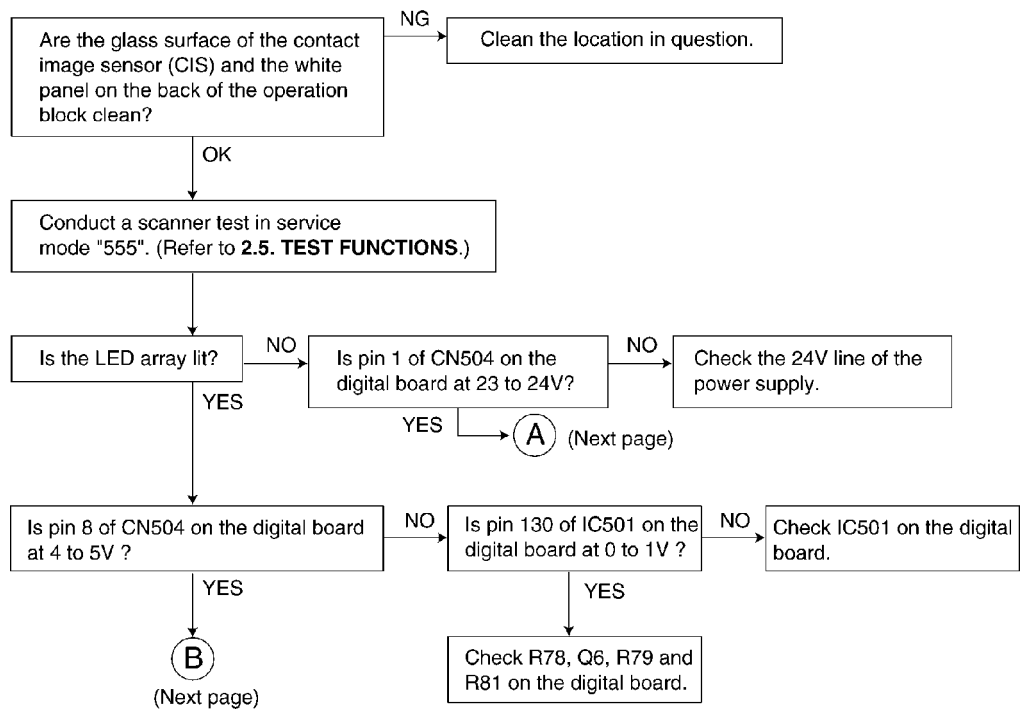 Are the glass surface of the contact
image sensor (CIS) and the white
panel on the back of the operation
block clean?
NG
Clean the location in question.
OK
Conduct a scanner test in service
mode "555". (Refer to 2.5. TEST FUNCTIONS.)
Is the LED array lit?
NO
Is pin 1 of CN504 on the
digital board at 23 to 24V?
NO
Check the 24V line of the
power supply.
YES
YES
A
(Next page)
Is pin 8 of CN504 on the digital board
at 4 to 5V ?
NO
Is pin 130 of IC501 on the
digital board at 0 to 1V ?
NO
Check IC501 on the digital
board.
YES
YES
B
(Next page)
Check R78, Q6, R79 and
R81 on the digital board.